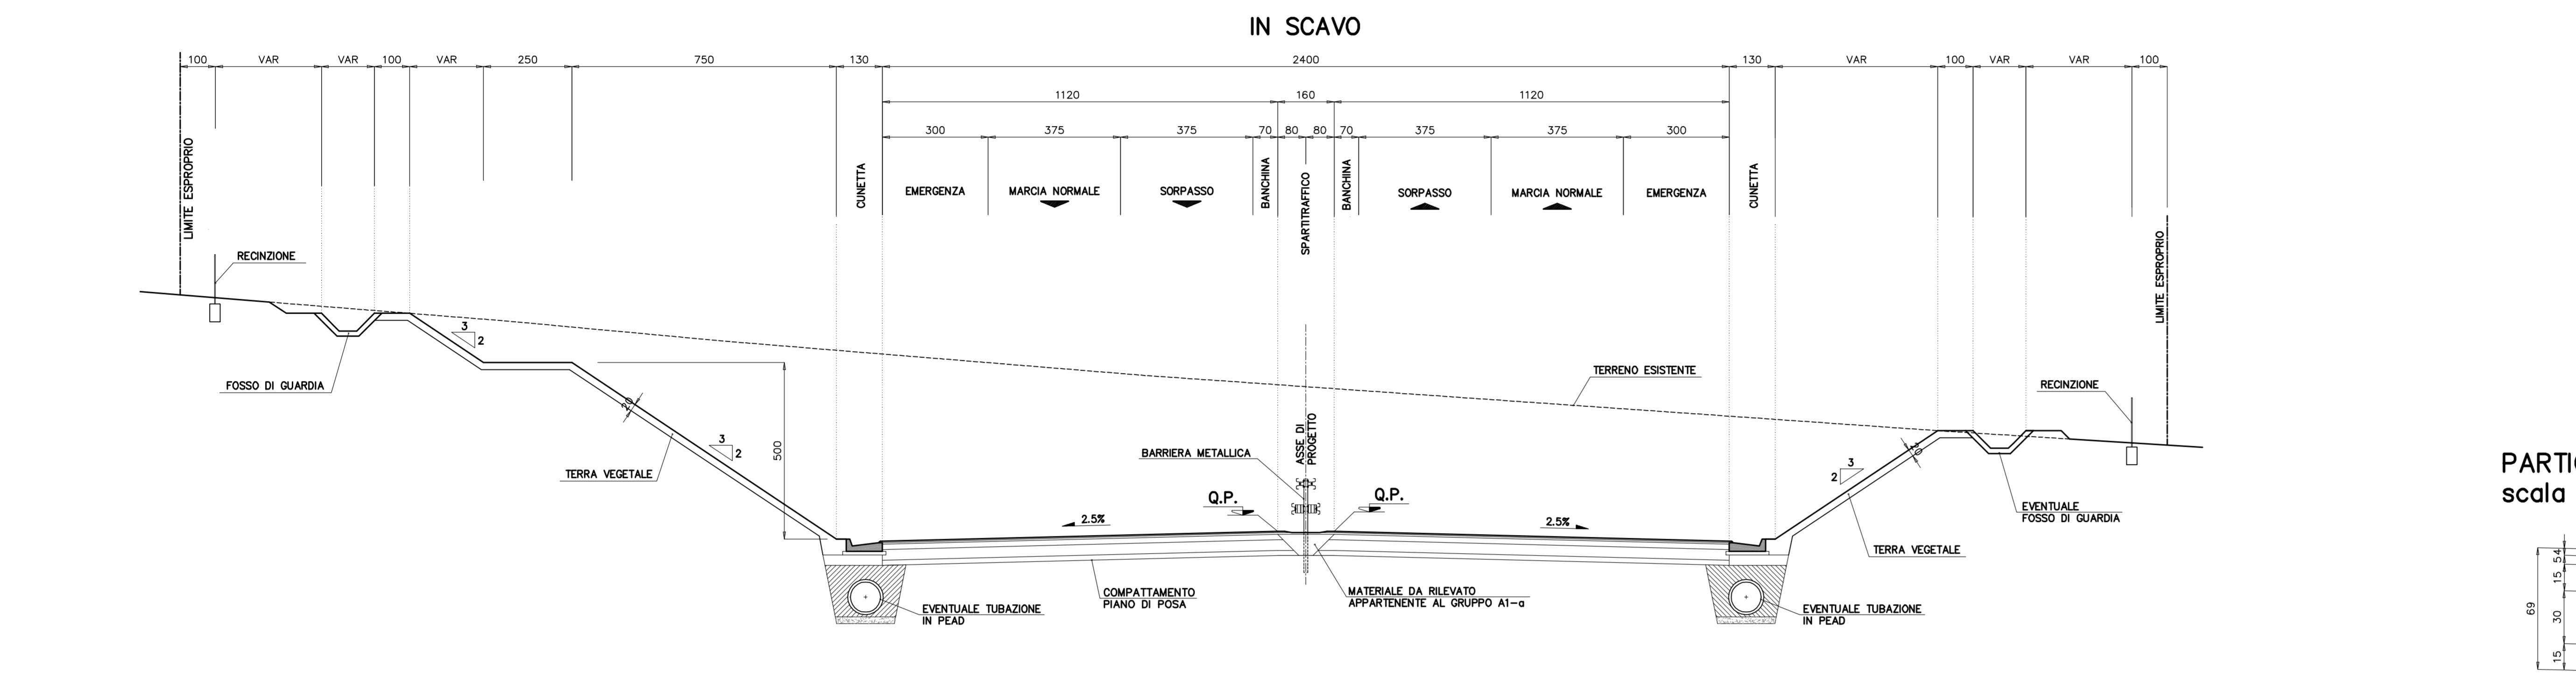 IN SCAVO
100 VAR VAR 100 VAR 250 750 130 2400 130 VAR 100 VAR VAR 100
1120 160 1120
300 375 375 70 80 80 70 375 375 300
LIMITE ESPROPRIO
CUNETTA
EMERGENZA
MARCIA NORMALE
SORPASSO
BANCHINA
SPARTITRAFFICO
BANCHINA
SORPASSO
MARCIA NORMALE
EMERGENZA
CUNETTA
LIMITE ESPROPRIO
RECINZIONE
3
2
FOSSO DI GUARDIA
20
3
2
TERRA VEGETALE
500
TERRENO ESISTENTE
RECINZIONE
ASSE DI
PROGETTO
BARRIERA METALLICA
Q.P.
Q.P.
2.5%
2.5%
3
2
EVENTUALE
FOSSO DI GUARDIA
TERRA VEGETALE
COMPATTAMENTO
PIANO DI POSA
MATERIALE DA RILEVATO
APPARTENENTE AL GRUPPO A1-a
EVENTUALE TUBAZIONE
IN PEAD
EVENTUALE TUBAZIONE
IN PEAD
PARTI
scala
69
54
15
30
15